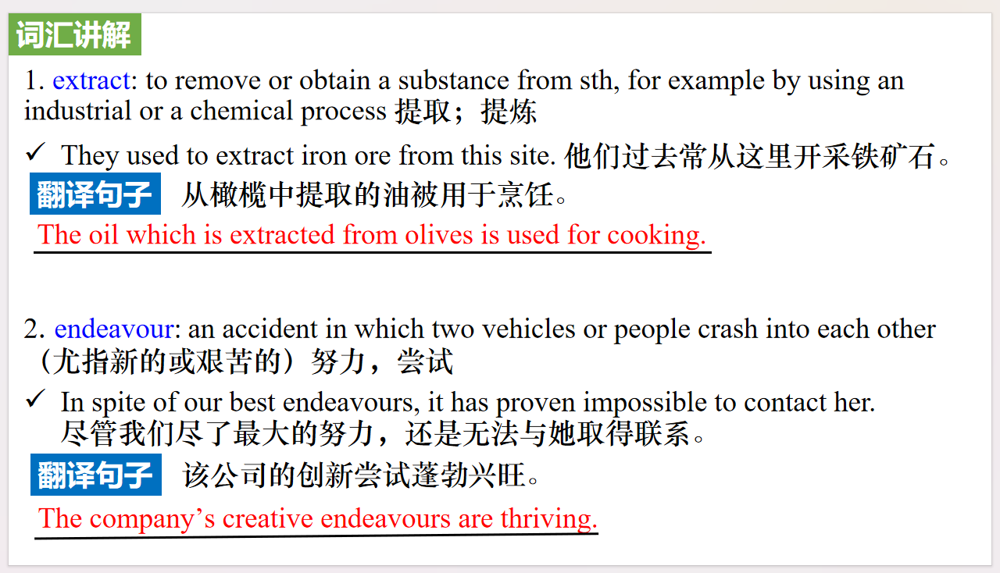 词汇讲解
1. extract: to remove or obtain a substance from sth, for example by using an
industrial or a chemical process 提取；提炼
✓ They used to extract iron ore from this site. 他们过去常从这里开采铁矿石。
翻译句子 从橄榄中提取的油被用于烹饪。
The oil which is extracted from olives is used for cooking.
2. endeavour: an accident in which two vehicles or people crash into each other
（尤指新的或艰苦的）努力，尝试
✓ In spite of our best endeavours, it has proven impossible to contact her.
尽管我们尽了最大的努力，还是无法与她取得联系。
翻译句子 该公司的创新尝试蓬勃兴旺。
The company’s creative endeavours are thriving.